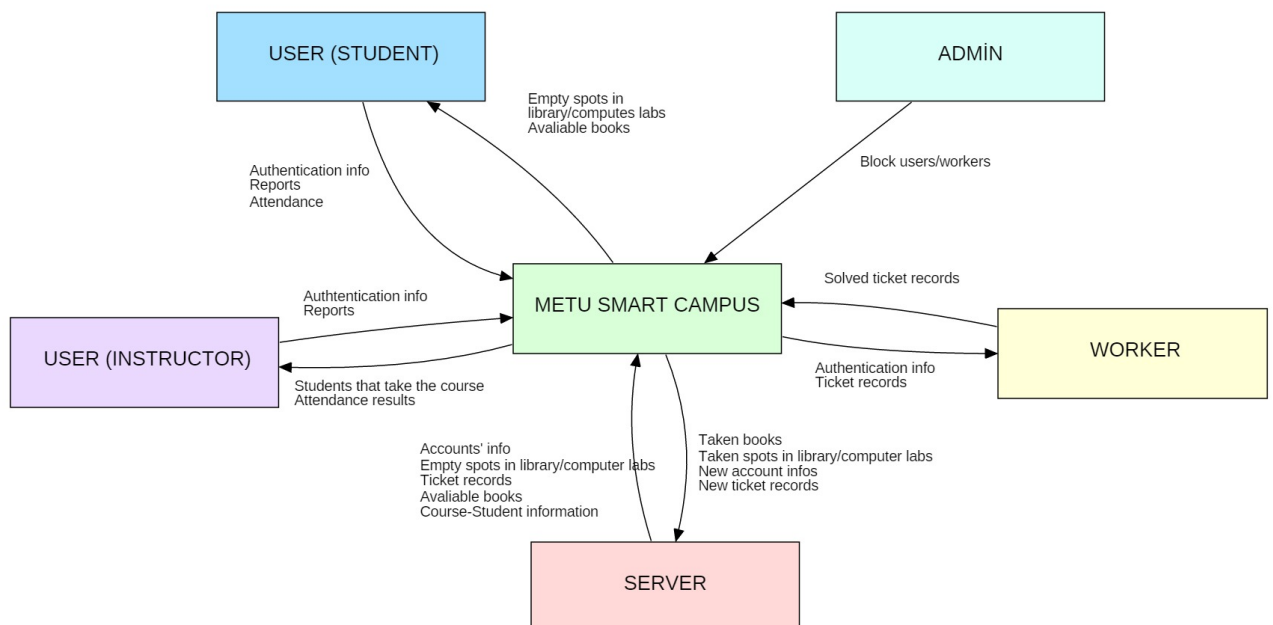 USER (STUDENT)
ADMİN
Empty spots in
library/computes labs
Avaliable books
Block users/workers
Authentication info
Reports
Attendance
METU SMART CAMPUS
Solved ticket records
Authtentication info
Reports
USER (INSTRUCTOR)
WORKER
Students that take the course
Attendance results
Authentication info
Ticket records
Accounts' info
Empty spots in library/computer labs
Ticket records
Avaliable books
Course-Student information
Taken books
Taken spots in library/computer labs
New account infos
New ticket records
SERVER